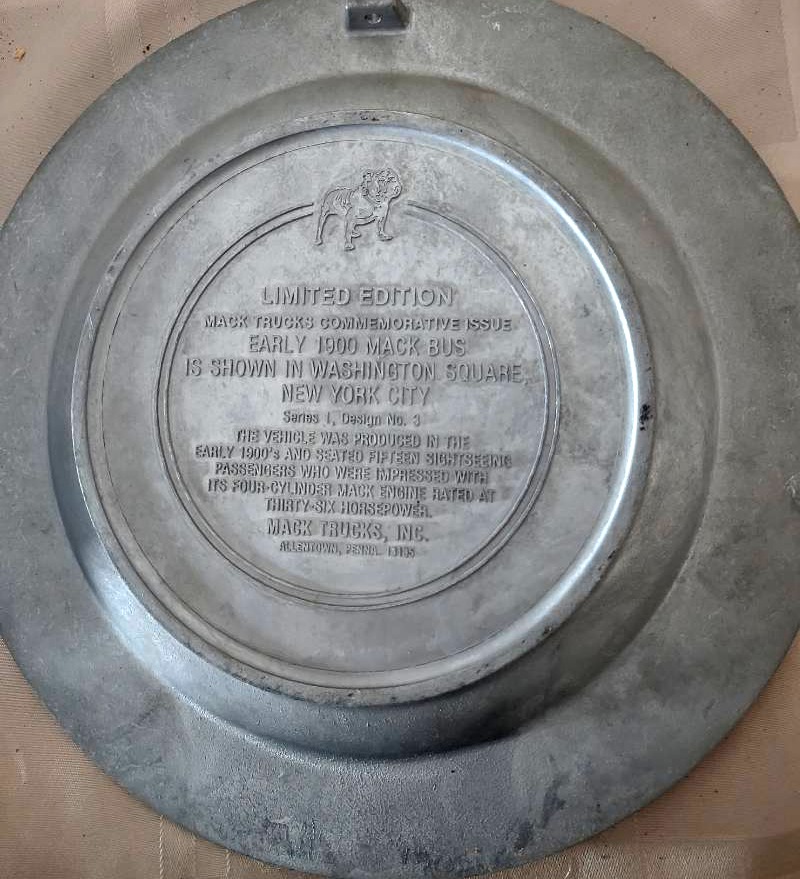 LIMITED EDITION
MACK TRUCKS COMMEMORATIVE ISSUE
EARLY 1900 MACK BUS
IS SHOWN IN WASHINGTON SQUARE,
NEW YORK CITY
Series 1, Design No. 3
THE VEHICLE WAS PRODUCED IN THE
EARLY 1900's AND SEATED FIFTEEN SIGHTSEEING
PASSENGERS WHO WERE IMPRESSED WITH
ITS FOUR-CYLINDER MACK ENGINE RATED AT
THIRTY-SIX HORSEPOWER.
MACK TRUCKS, INC.
ALLENTOWN, PENNA.